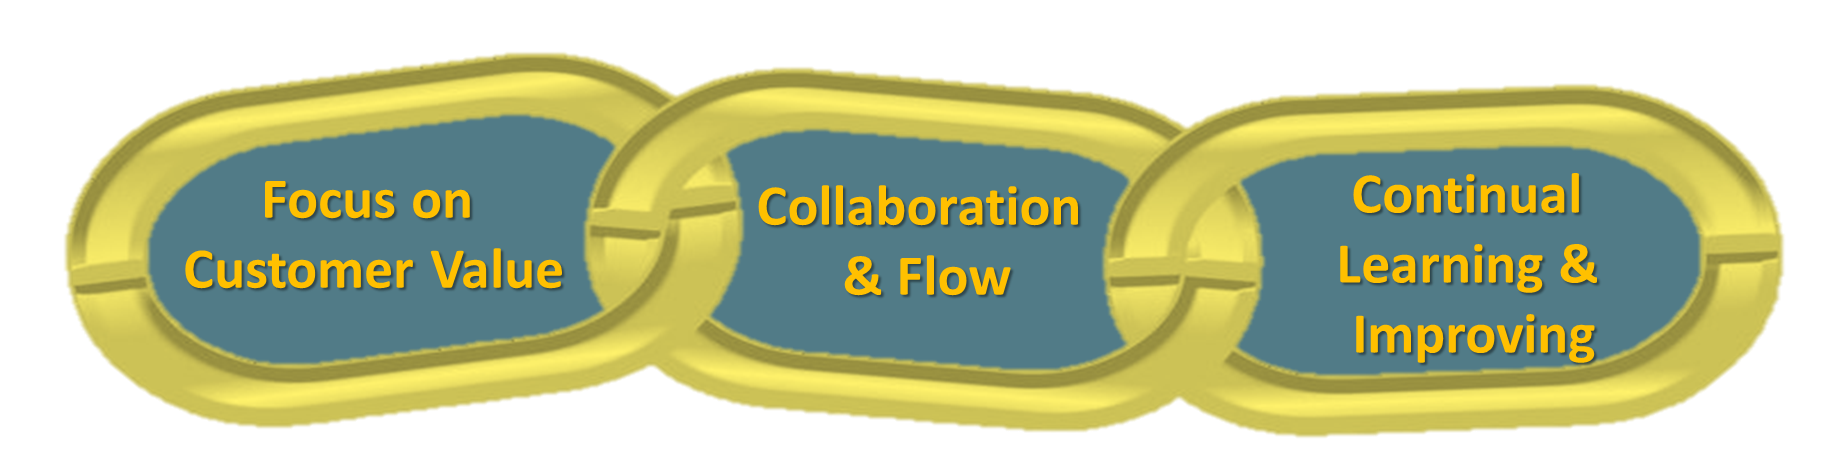 Focus on
Customer Value
Collaboration
& Flow
Continual
Learning &
Improving